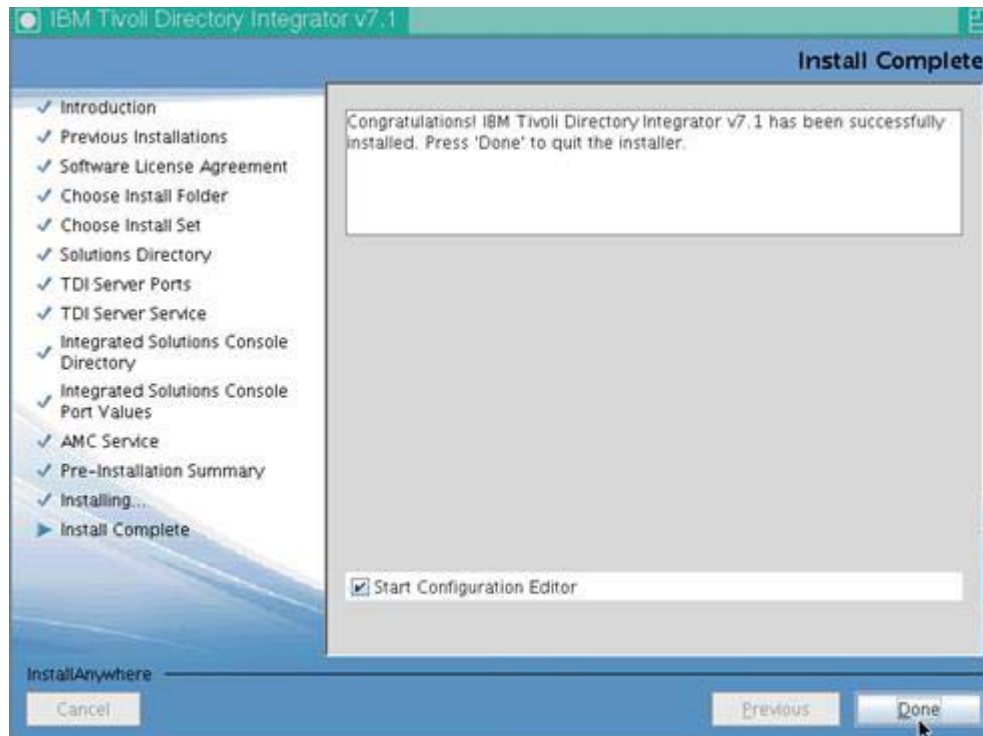 IBM Tivoli Directory Integrator v7.1
Install Complete
Introduction
Previous Installations
Software License Agreement
Choose Install Folder
Choose Install Set
Solutions Directory
TDI Server Ports
TDI Server Service
Integrated Solutions Console
Directory
Integrated Solutions Console
Port Values
AMC Service
Pre-Installation Summary
Installing...
Install Complete
Congratulations! IBM Tivoli Directory Integrator v7.1 has been successfully
installed. Press 'Done' to quit the installer.
Start Configuration Editor
InstallAnywhere
Cancel
Previous
Done